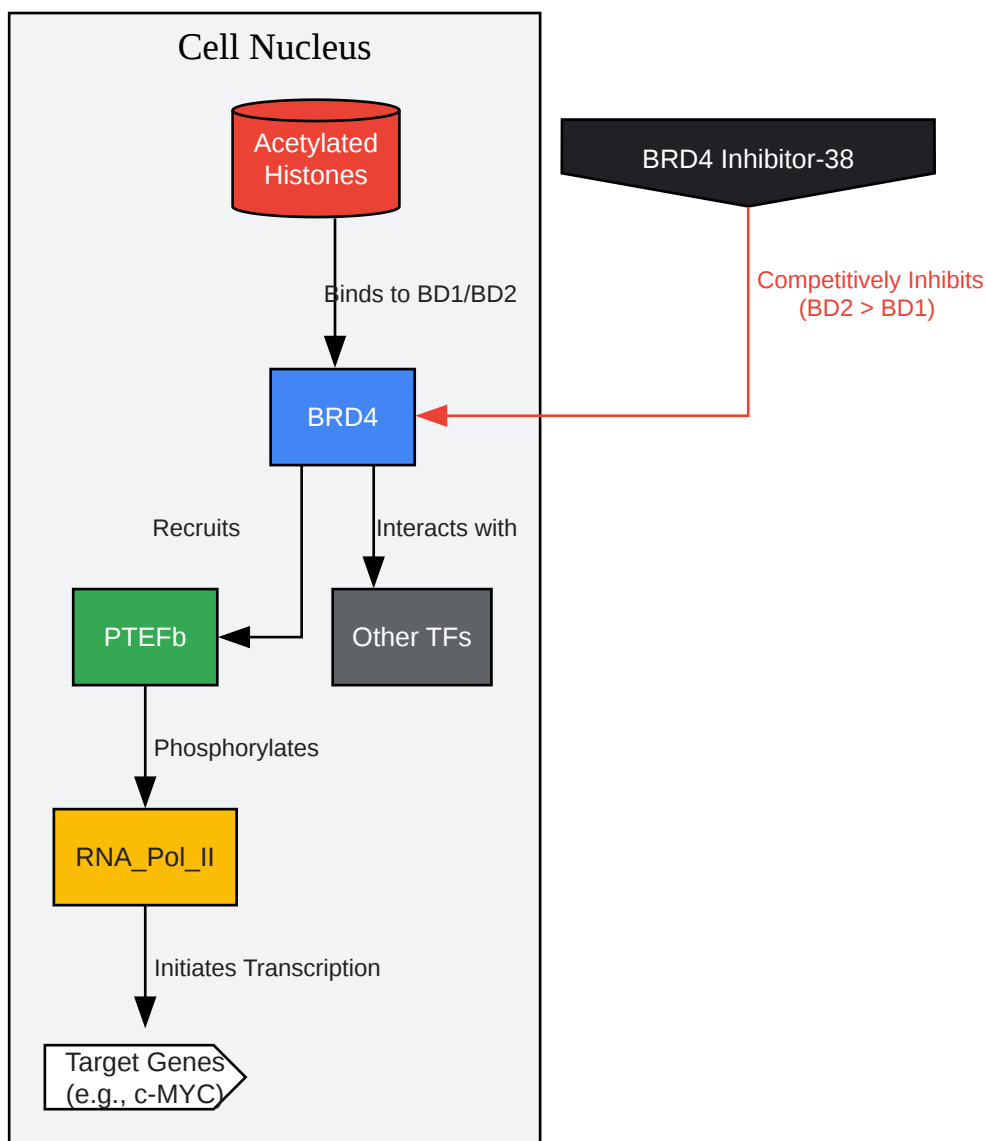 Cell Nucleus
Acetylated
Histones
BRD4 Inhibitor-38
Binds to BD1/BD2
Competitively Inhibits
(BD2 > BD1)
BRD4
Recruits
Interacts with
PTEFb
Other TFs
Phosphorylates
RNA_Pol_II
Initiates Transcription
Target Genes
(e.g., c-MYC)